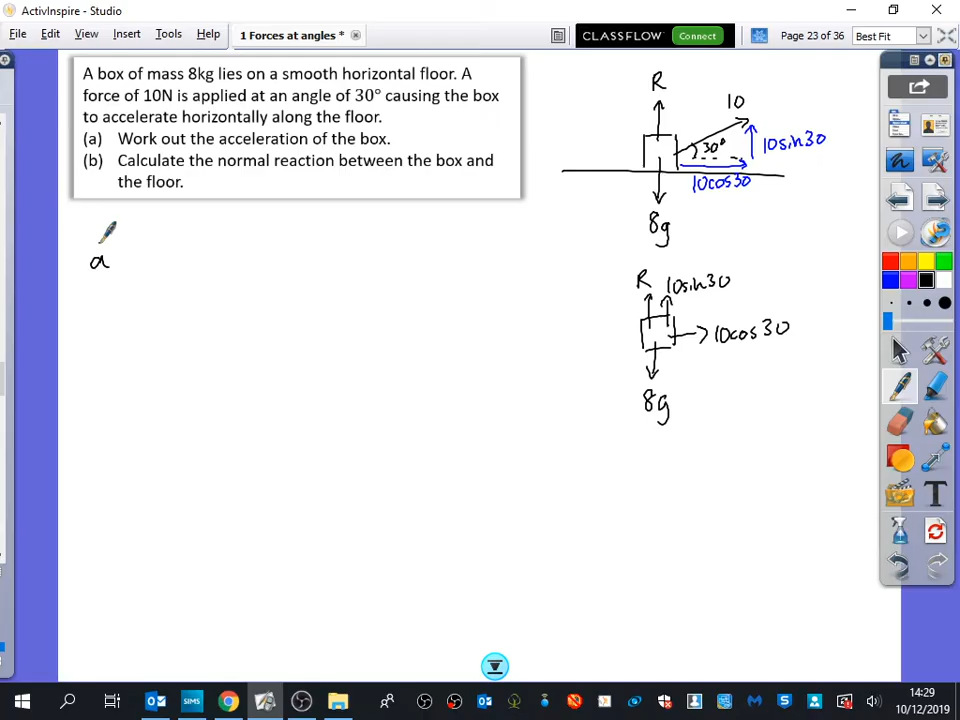 ActivInspire - Studio
File Edit View Insert Tools Help
1 Forces at angles *
CLASSFLOW
Connect
Page 23 of 36
Best Fit
A box of mass 8kg lies on a smooth horizontal floor. A
force of 10N is applied at an angle of 30° causing the box
to accelerate horizontally along the floor.
(a) Work out the acceleration of the box.
(b) Calculate the normal reaction between the box and
the floor.
R
10
30°
10sin30
10cos30
8g
a
R 10sin30
10cos30
8g
T
SIMS
14:29
10/12/2019